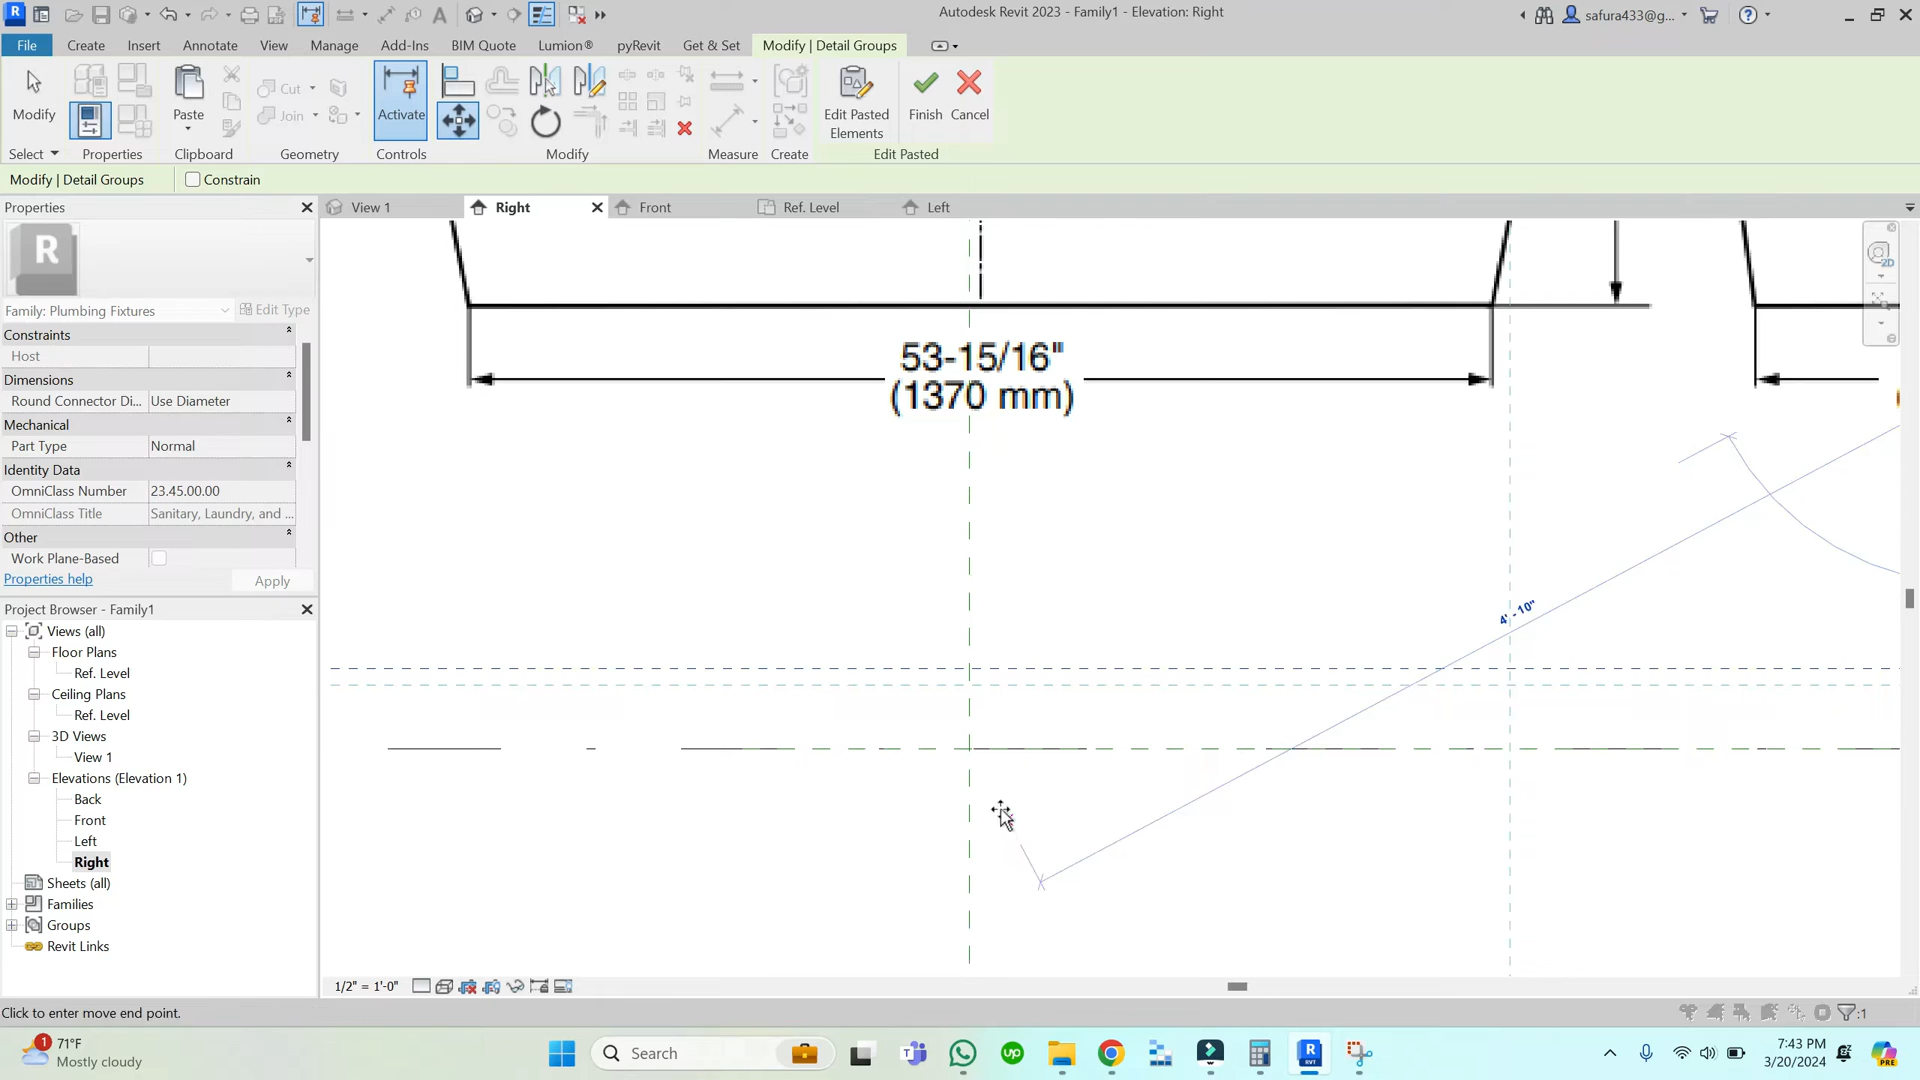 Autodesk Revit 2023 - Family1 - Elevation: Right
safura433@g...
File Create Insert Annotate View Manage Add-Ins BIM Quote Lumion® pyRevit Get & Set Modify | Detail Groups
Modify Paste Cut Join Activate Edit Pasted Elements Finish Cancel
Select Properties Clipboard Geometry Controls Modify Measure Create Edit Pasted
Modify | Detail Groups Constrain
Properties
View 1 Right Front Ref. Level Left
R
Family: Plumbing Fixtures Edit Type
Constraints
Host
Dimensions
Round Connector Di... Use Diameter
Mechanical
Part Type Normal
Identity Data
OmniClass Number 23.45.00.00
OmniClass Title Sanitary, Laundry, and ...
Other
Work Plane-Based
Properties help Apply
Project Browser - Family1
Views (all)
Floor Plans
Ref. Level
Ceiling Plans
Ref. Level
3D Views
View 1
Elevations (Elevation 1)
Back
Front
Left
Right
Sheets (all)
Families
Groups
Revit Links
53-15/16"
(1370 mm)
4' - 10"
2D
1/2" = 1'-0"
Click to enter move end point.
:1
1
71°F
Mostly cloudy
Search
up
R
RVT
7:43 PM
3/20/2024
PRE